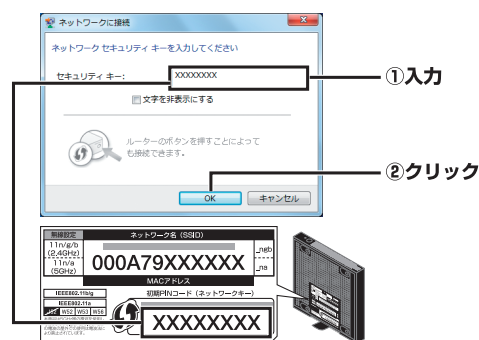 ネットワークに接続
ネットワーク セキュリティ キーを入力してください
セキュリティ キー:
XXXXXXXX
①入力
文字を非表示にする
ルーターのボタンを押すことによって
も接続できます。
②クリック
OK
キャンセル
無線設定
ネットワーク名 (SSID)
11n/g/b
(2.4GHz)
11n/a
(5GHz)
000A79XXXXXX
_ngb
_na
MACアドレス
IEEE802.11b/g
IEEE802.11a
W52 W53 W56
初期PINコード (ネットワークキー)
XXXXXXXX